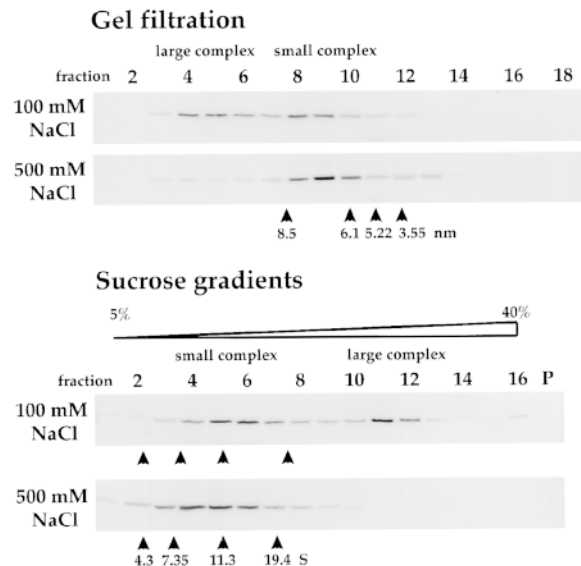 Gel filtration
large complex small complex
fraction 2 4 6 8 10 12 14 16 18
100 mM
NaCl
500 mM
NaCl
8.5 6.1 5.22 3.55 nm
Sucrose gradients
5% 40%
small complex large complex
fraction 2 4 6 8 10 12 14 16 P
100 mM
NaCl
500 mM
NaCl
4.3 7.35 11.3 19.4 S